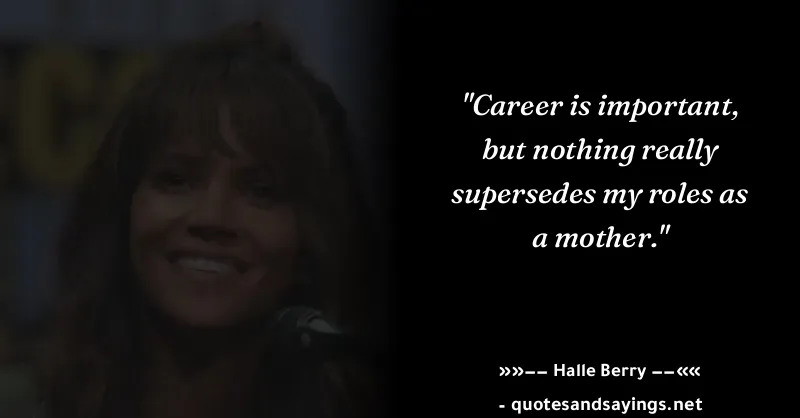 "Career is important,
but nothing really
supersedes my roles as
a mother."
»»–– Halle Berry ––««
- quotesandsayings.net